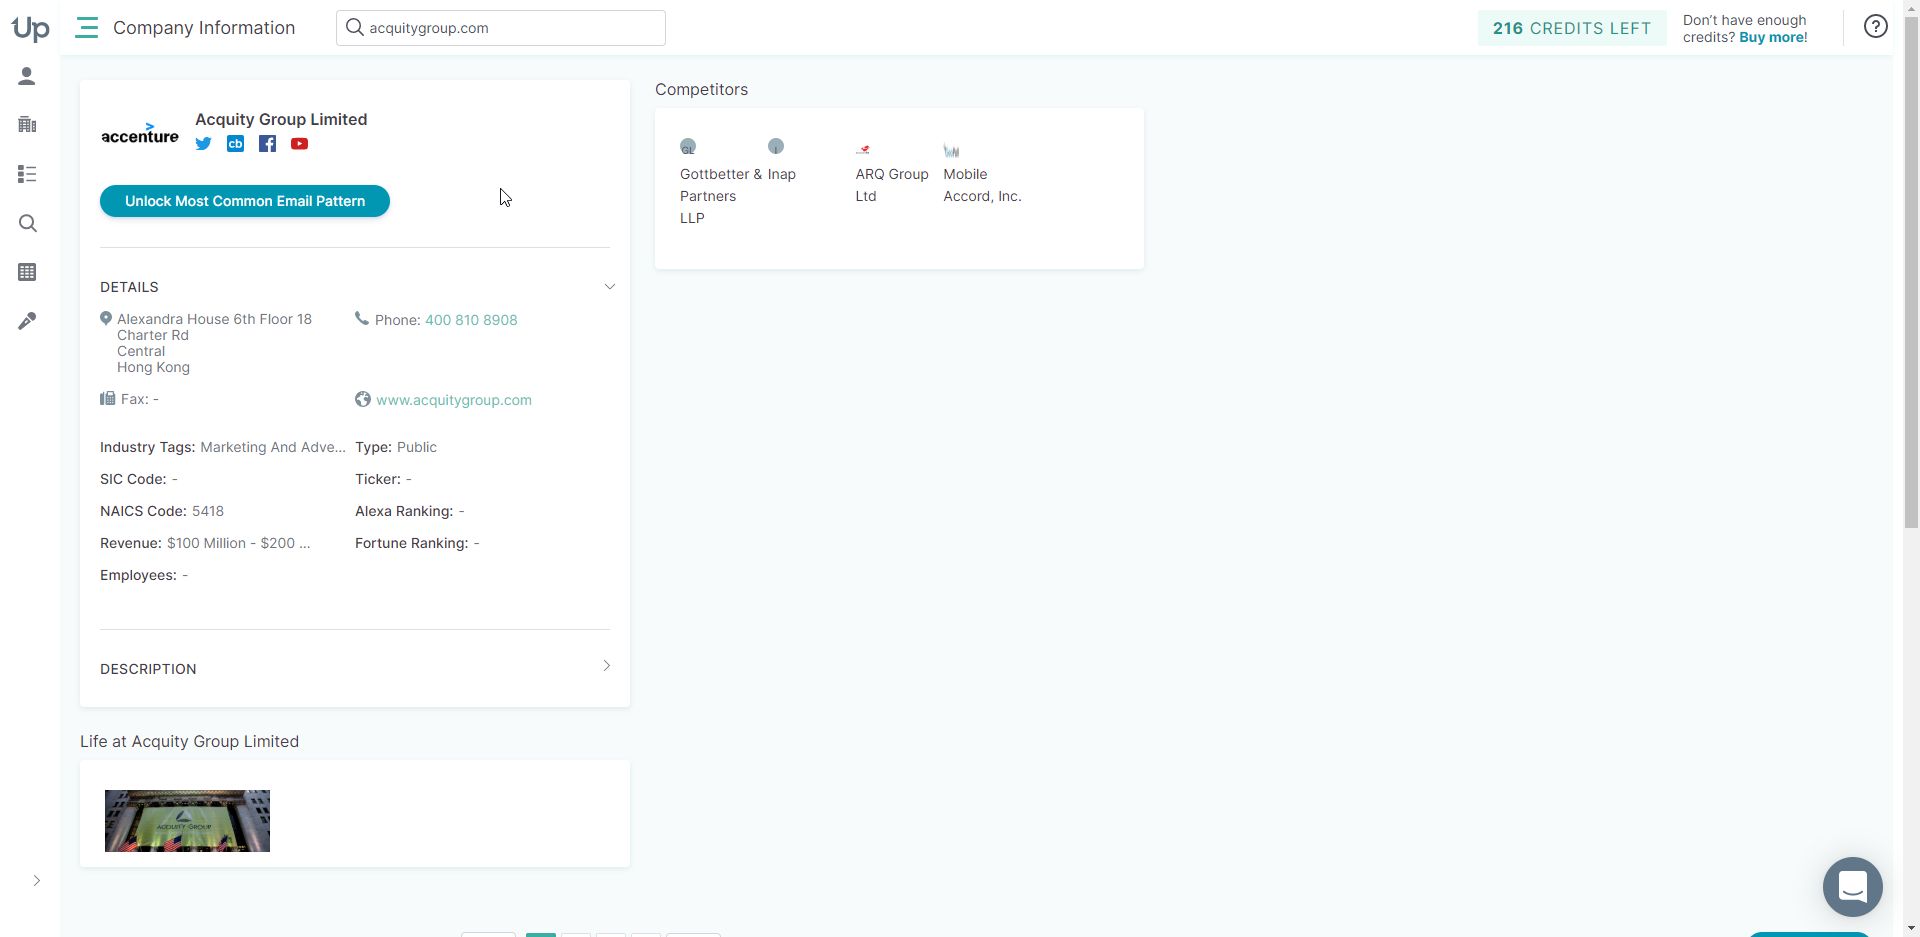 Up
Company Information
acquitygroup.com
216 CREDITS LEFT
Don't have enough
credits? Buy more!
accenture
Acquity Group Limited
cb
Unlock Most Common Email Pattern
DETAILS
Alexandra House 6th Floor 18
Charter Rd
Central
Hong Kong
Phone: 400 810 8908
Fax: -
www.acquitygroup.com
Industry Tags: Marketing And Adve...
Type: Public
SIC Code: -
Ticker: -
NAICS Code: 5418
Alexa Ranking: -
Revenue: $100 Million - $200 ...
Fortune Ranking: -
Employees: -
DESCRIPTION
Life at Acquity Group Limited
ACQUITY GROUP
Competitors
GL
Gottbetter &
Partners
LLP
I
Inap
ARQ Group
Ltd
Mobile
Accord, Inc.